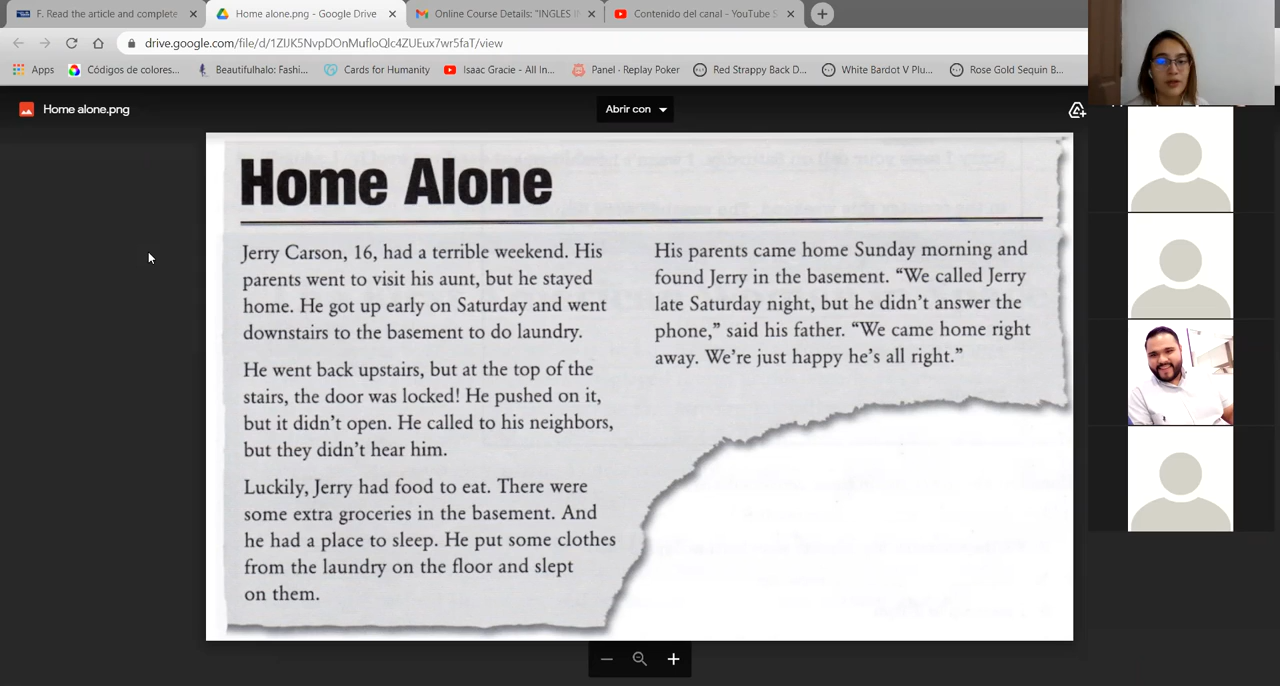 F. Read the article and complete
Home alone.png - Google Drive
Online Course Details: "INGLES I
Contenido del canal - YouTube S
drive.google.com/file/d/1ZIJK5NvpDOnMufloQlc4ZUEux7wr5faT/view
Apps
Códigos de colores...
Beautifulhalo: Fashi...
Cards for Humanity
Isaac Gracie - All In...
Panel · Replay Poker
Red Strappy Back D...
White Bardot V Plu...
Rose Gold Sequin B...
Home alone.png
Abrir con
Home Alone
Jerry Carson, 16, had a terrible weekend. His
parents went to visit his aunt, but he stayed
home. He got up early on Saturday and went
downstairs to the basement to do laundry.
He went back upstairs, but at the top of the
stairs, the door was locked! He pushed on it,
but it didn't open. He called to his neighbors,
but they didn't hear him.
Luckily, Jerry had food to eat. There were
some extra groceries in the basement. And
he had a place to sleep. He put some clothes
from the laundry on the floor and slept
on them.
His parents came home Sunday morning and
found Jerry in the basement. “We called Jerry
late Saturday night, but he didn't answer the
phone,” said his father. “We came home right
away. We're just happy he's all right.”